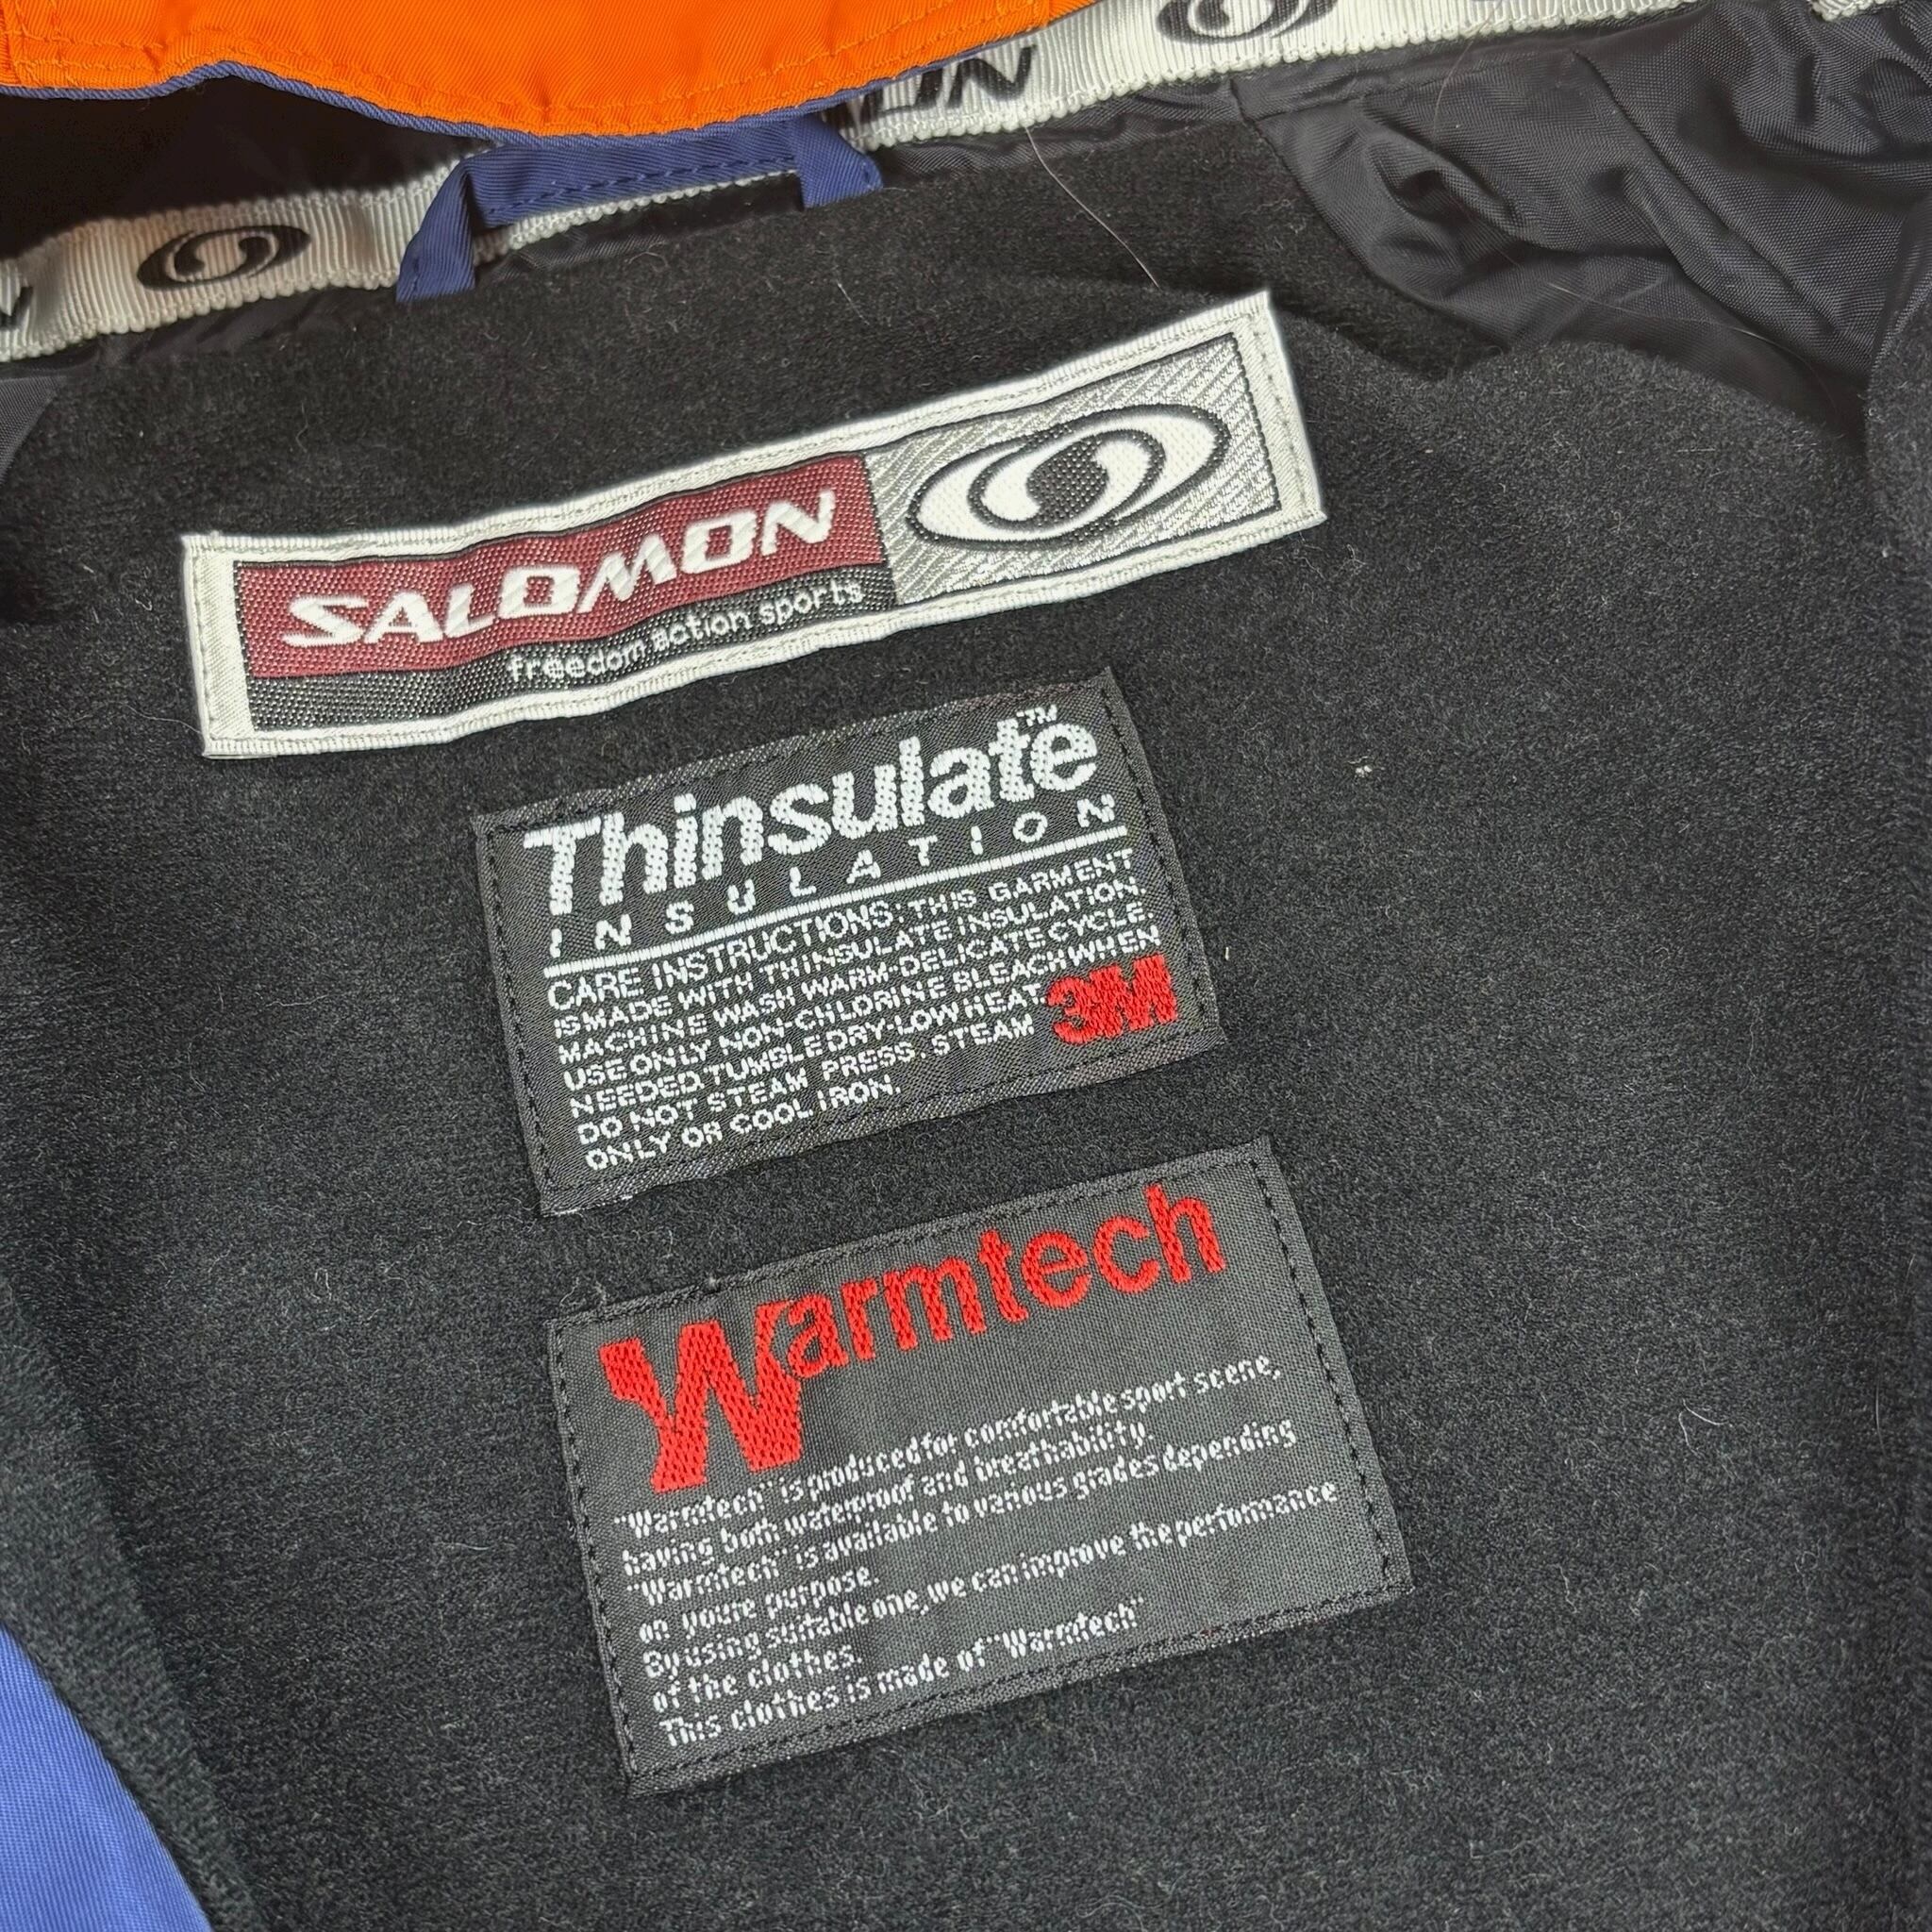 ON
SALOMON
freedom action sports
Thinsulate™
INSULATION
CARE INSTRUCTIONS: THIS GARMENT
IS MADE WITH THINSULATE INSULATION.
MACHINE WASH WARM-DELICATE CYCLE.
USE ONLY NON-CHLORINE BLEACH WHEN
NEEDED. TUMBLE DRY-LOW HEAT.
DO NOT STEAM PRESS. STEAM
ONLY OR COOL IRON.
3M
Warmtech
"Warmtech" is produced for comfortable sport scene,
having both waterproof and breathability.
"Warmtech" is available to various grades depending
on youre purpose.
By using suitable one, we can improve the performance
of the clothes.
This clothes is made of "Warmtech"